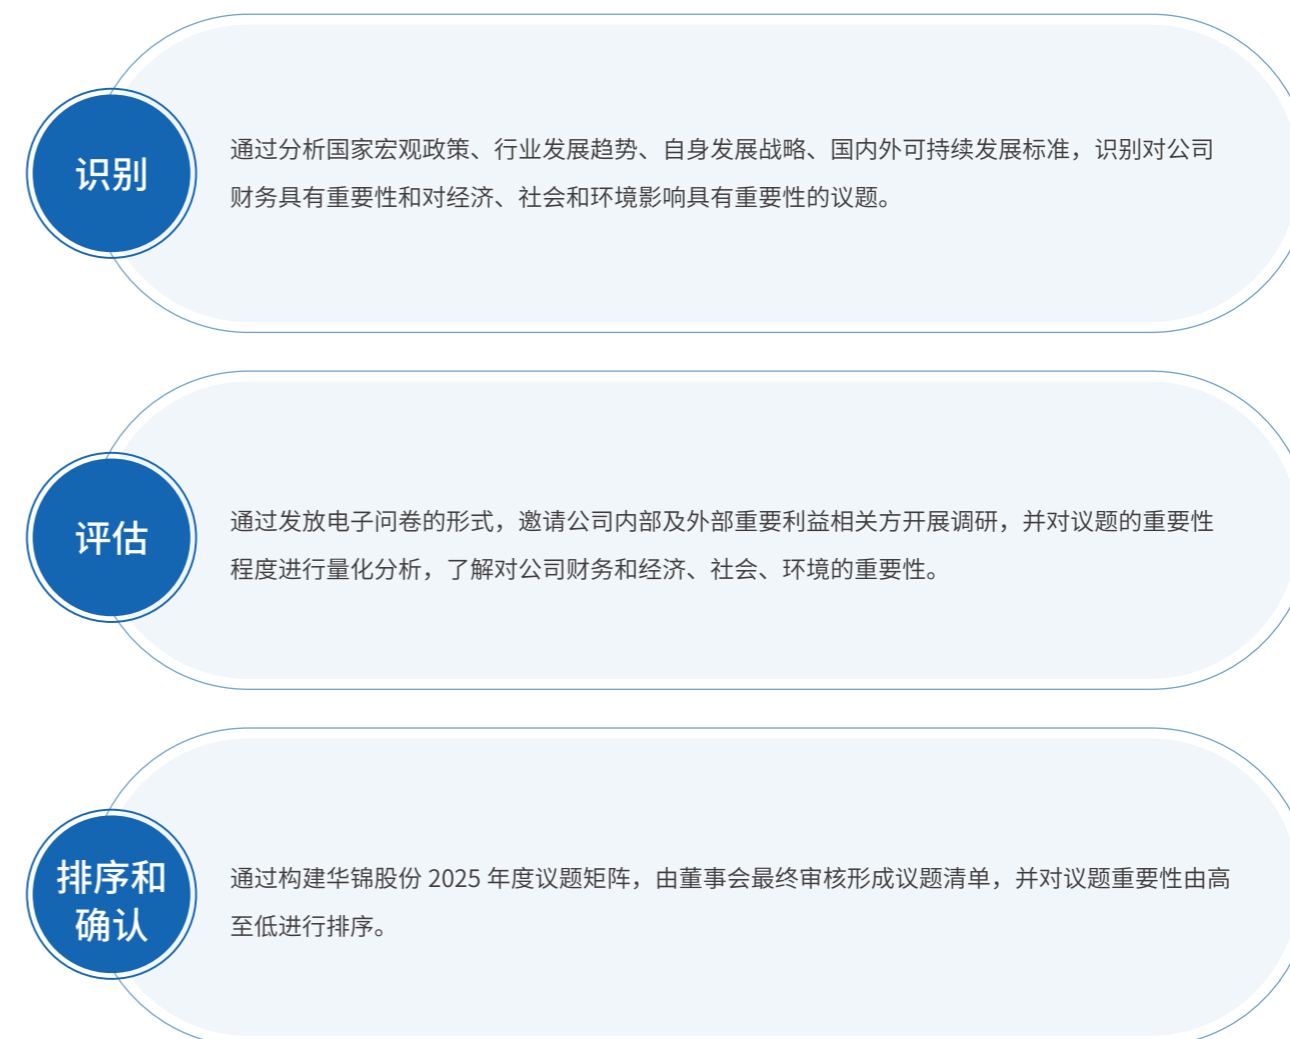 识别
通过分析国家宏观政策、行业发展趋势、自身发展战略、国内外可持续发展标准，识别对公司
财务具有重要性和对经济、社会和环境影响具有重要性的议题。
评估
通过发放电子问卷的形式，邀请公司内部及外部重要利益相关方开展调研，并对议题的重要性
程度进行量化分析，了解对公司财务和经济、社会、环境的重要性。
排序和
确认
通过构建华锦股份 2025 年度议题矩阵，由董事会最终审核形成议题清单，并对议题重要性由高
至低进行排序。